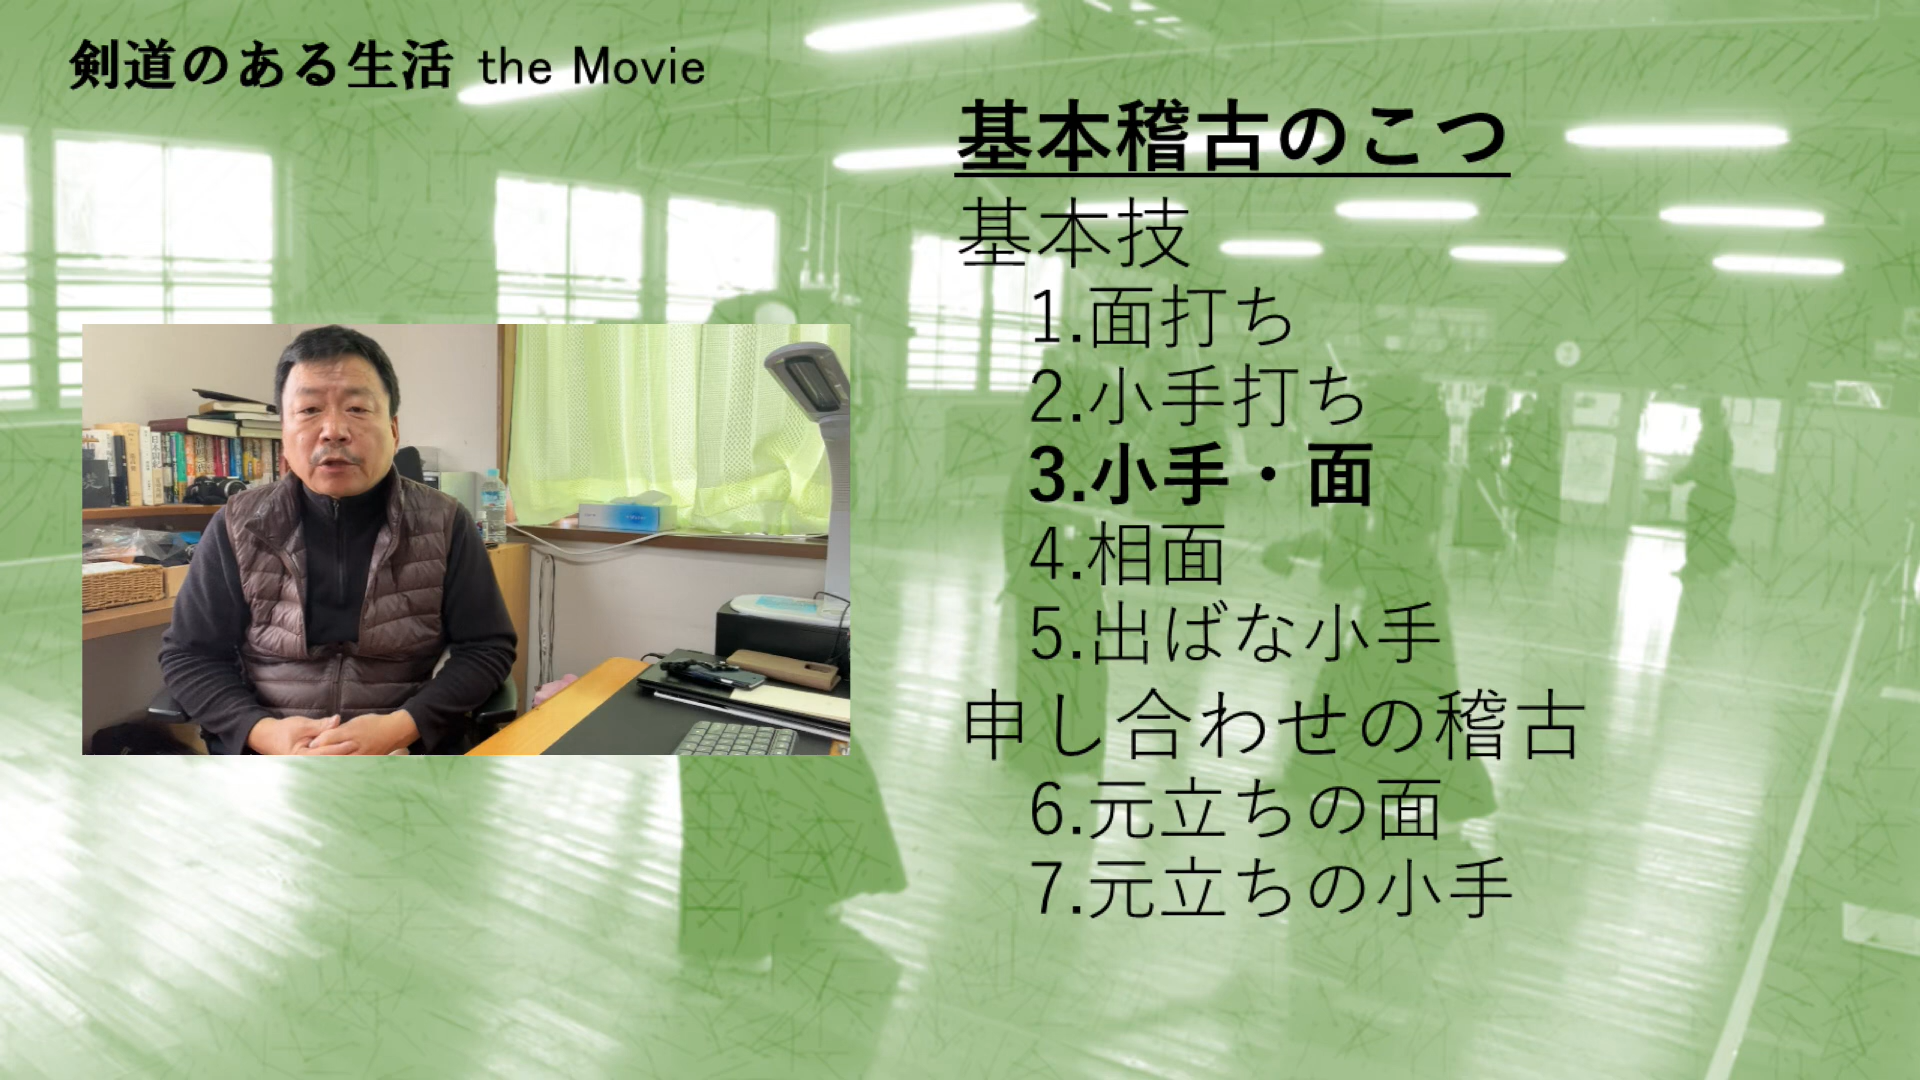 剣道のある生活 the Movie
基本稽古のこつ
基本技
1.面打ち
2.小手打ち
3.小手・面
4.相面
5.出ばな小手
申し合わせの稽古
6.元立ちの面
7.元立ちの小手